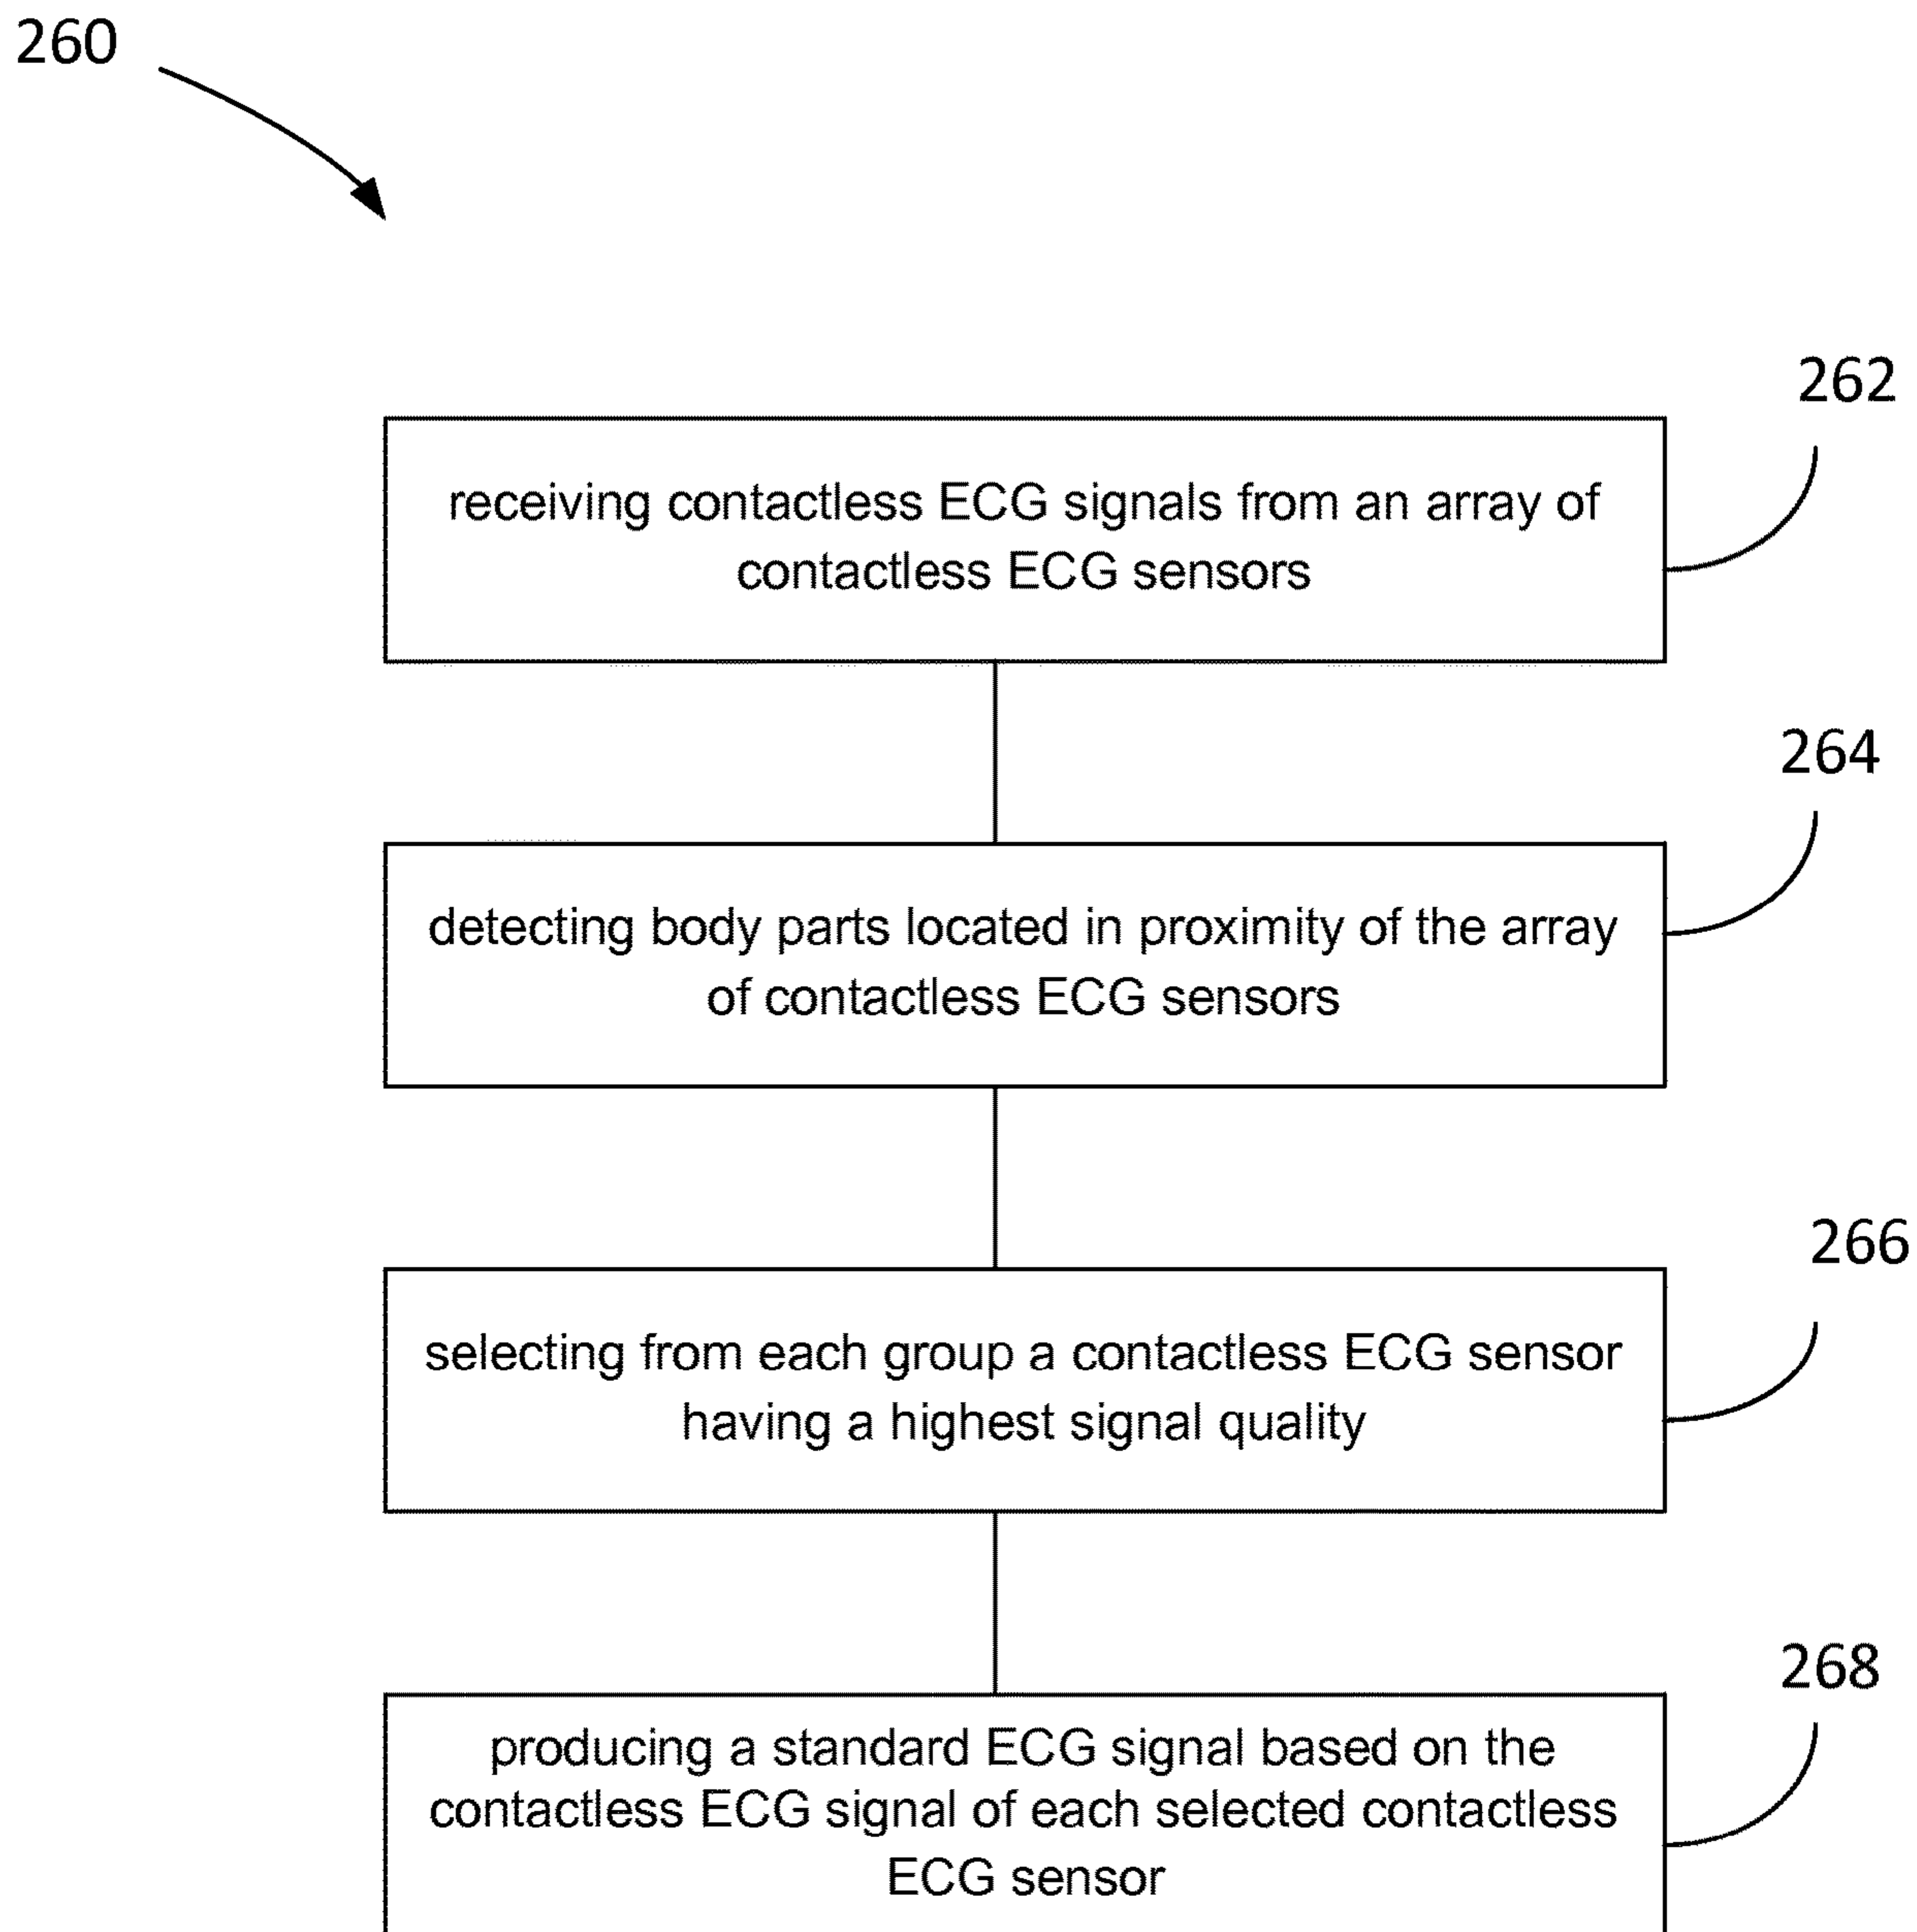 260
262
receiving contactless ECG signals from an array of
contactless ECG sensors
264
detecting body parts located in proximity of the array
of contactless ECG sensors
266
selecting from each group a contactless ECG sensor
having a highest signal quality
268
producing a standard ECG signal based on the
contactless ECG signal of each selected contactless
ECG sensor